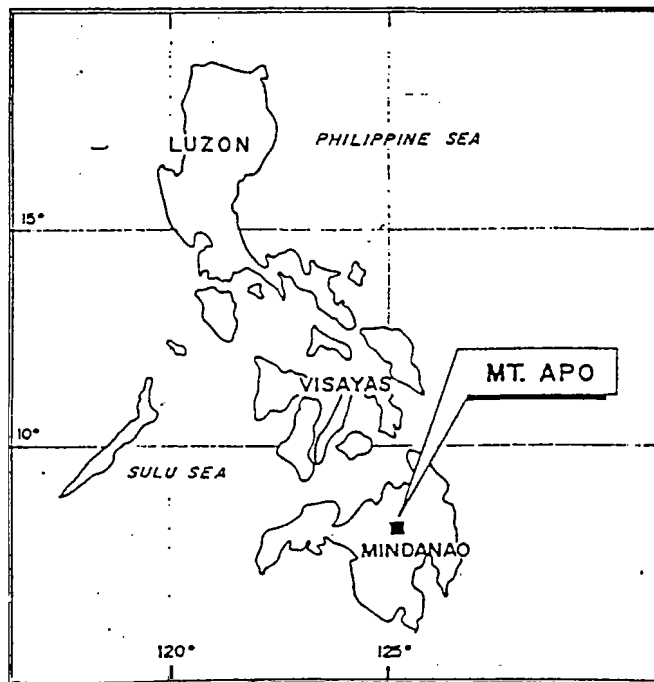 LUZON
PHILIPPINE SEA
15°
MT. APO
VISAYAS
10°
SULU SEA
MINDANAO
120°
125°